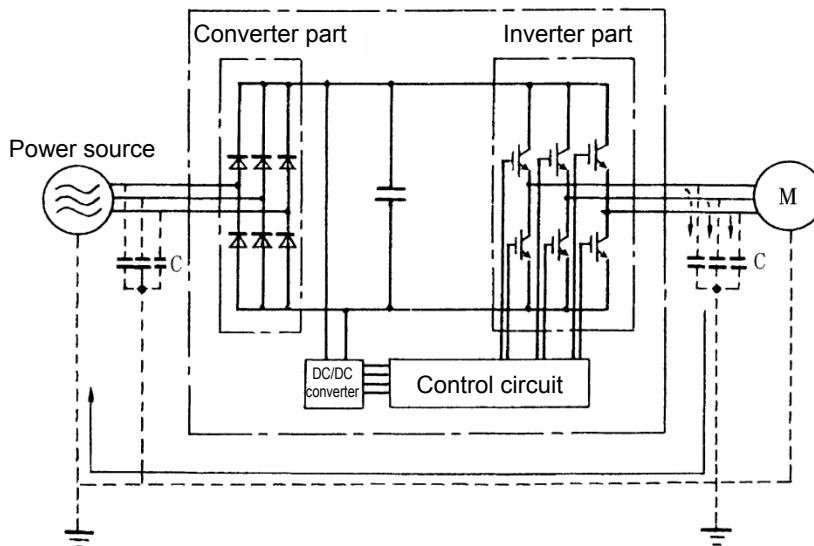 Converter part
Inverter part
Power source
M
C
C
DC/DC
converter
Control circuit